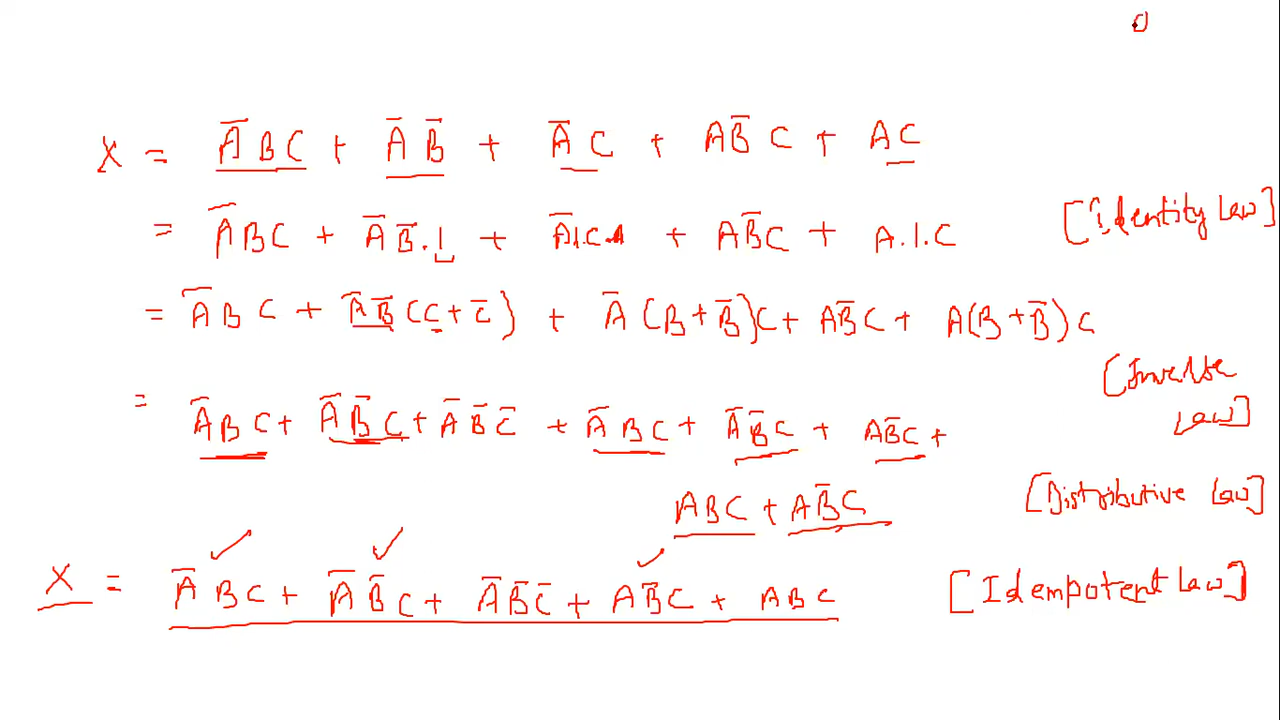 X = A̅BC + A̅B̅ + A̅C + AB̅C + AC
= A̅BC + A̅B̅.1 + A̅.1.C + AB̅C + A.1.C [Identity Law]
= A̅BC + A̅B̅(C+C̅) + A̅(B+B̅)C + AB̅C + A(B+B̅)C
[Inverse Law]
= A̅BC + A̅B̅C + A̅B̅C̅ + A̅BC + A̅B̅C + AB̅C +
ABC + AB̅C [Distributive Law]
X = A̅BC + A̅B̅C + A̅B̅C̅ + AB̅C + ABC [Idempotent Law]